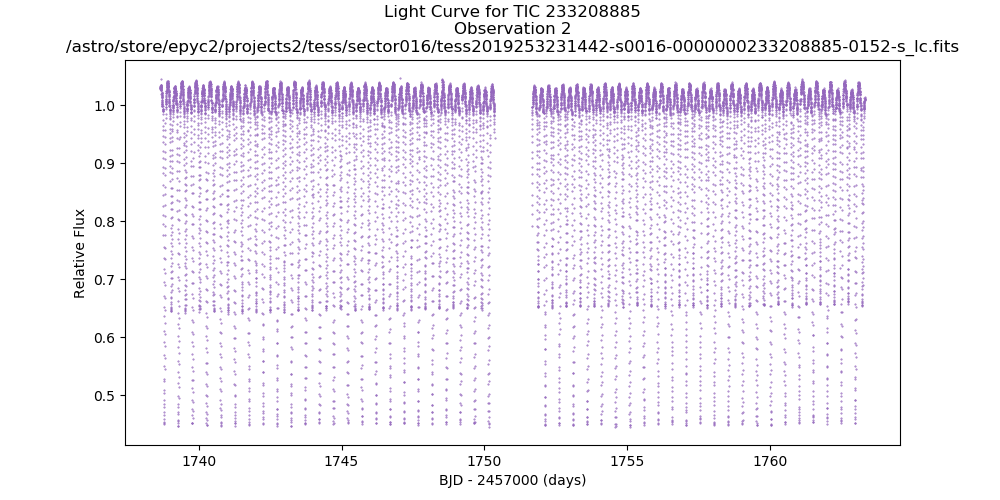 Light Curve for TIC 233208885
Observation 2
/astro/store/epyc2/projects2/tess/sector016/tess2019253231442-s0016-0000000233208885-0152-s_lc.fits
Relative Flux
1.0
0.9
0.8
0.7
0.6
0.5
1740 1745 1750 1755 1760
BJD - 2457000 (days)